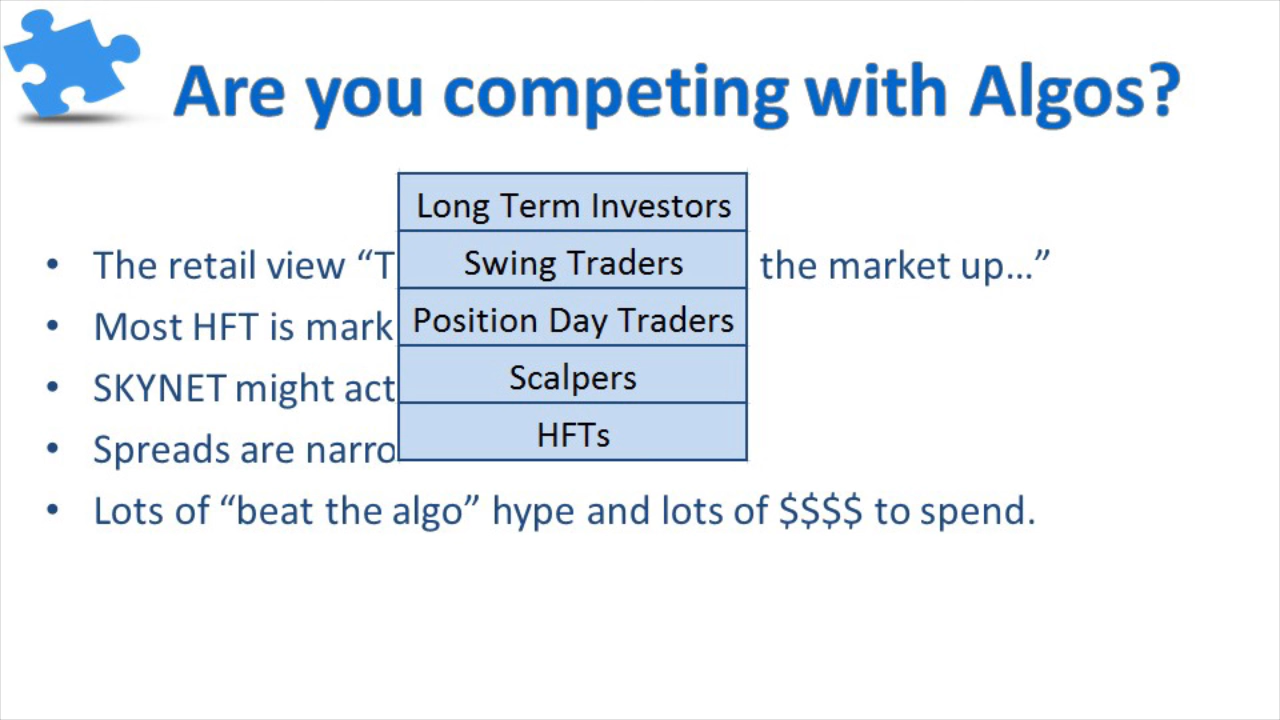 Are you competing with Algos?
Long Term Investors
Swing Traders
Position Day Traders
Scalpers
HFTs
• The retail view “T the market up…”
• Most HFT is mark
• SKYNET might act
• Spreads are narro
• Lots of “beat the algo” hype and lots of $$$$ to spend.